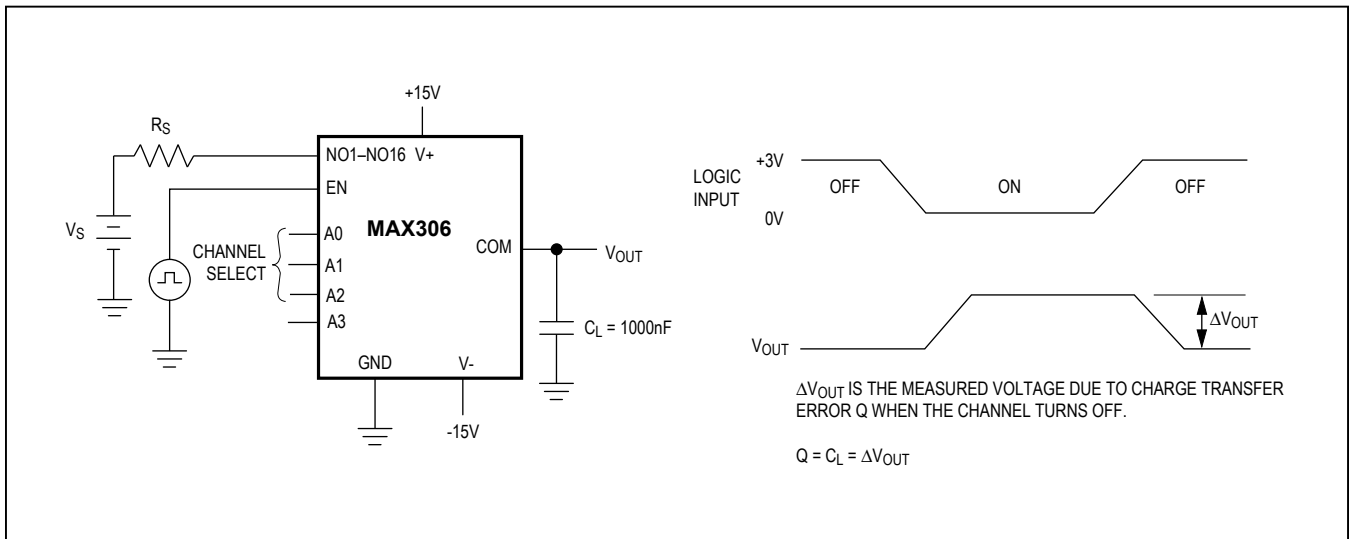 +15V
RS
NO1–NO16 V+
EN
VS
A0
MAX306
CHANNEL
SELECT
COM
VOUT
A1
A2
A3
CL = 1000nF
GND V-
-15V
LOGIC
INPUT
+3V
OFF ON OFF
0V
VOUT
ΔVOUT
ΔVOUT IS THE MEASURED VOLTAGE DUE TO CHARGE TRANSFER
ERROR Q WHEN THE CHANNEL TURNS OFF.
Q = CL = ΔVOUT